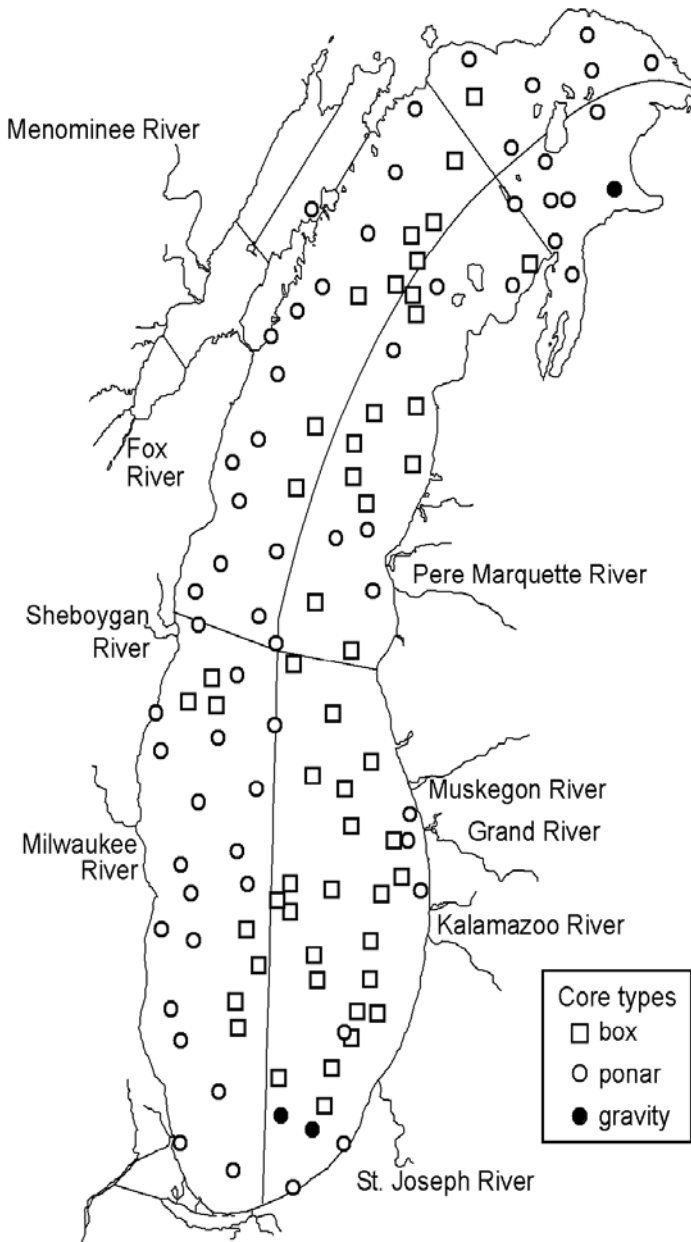 Menominee River
Fox
River
Pere Marquette River
Sheboygan
River
Muskegon River
Grand River
Milwaukee
River
Kalamazoo River
Core types
box
ponar
gravity
St. Joseph River